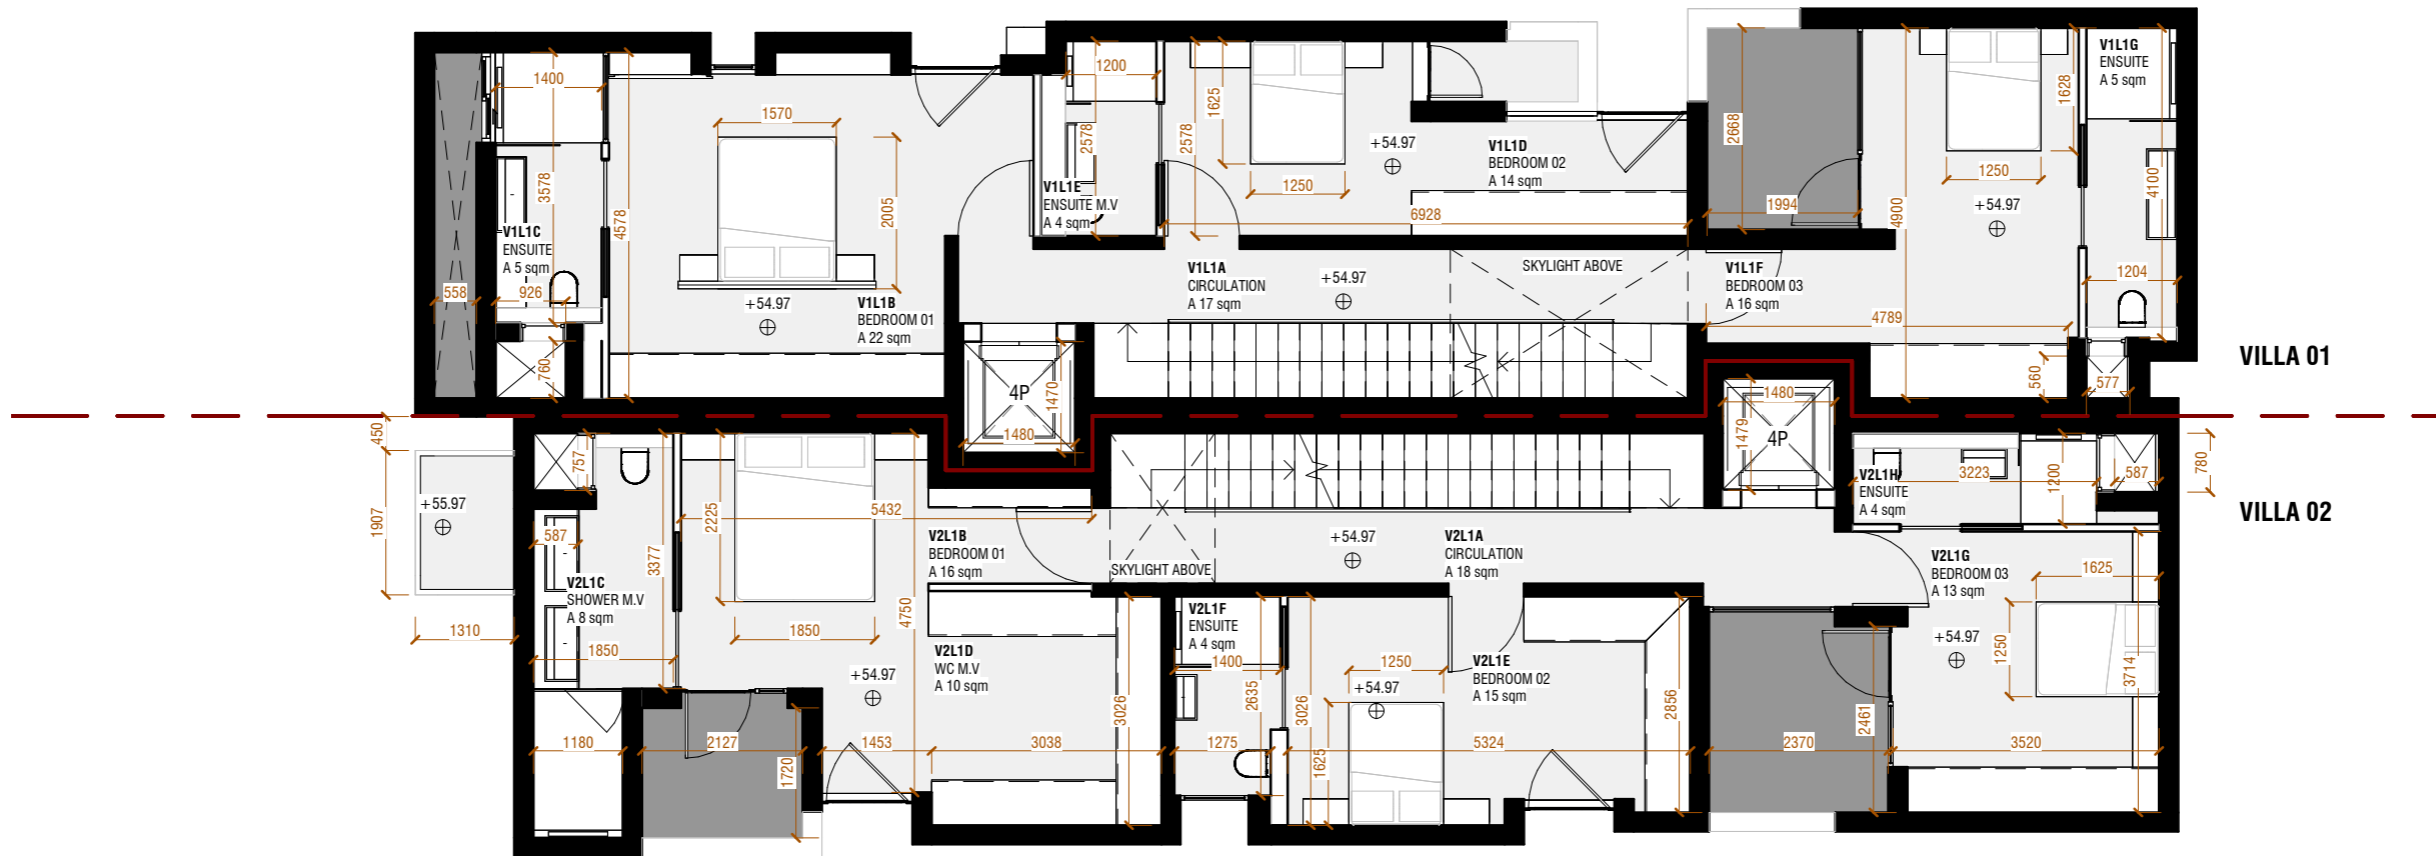 1400
1570
1200
1625
2578
2578
1250
+54.97
V1L1D
BEDROOM 02
A 14 sqm
2668
1994
1628
1250
V1L1G
ENSUITE
A 5 sqm
4100
3578
4578
2005
V1L1E
ENSUITE M.V
A 4 sqm
6928
4900
+54.97
V1L1C
ENSUITE
A 5 sqm
558
926
+54.97
V1L1B
BEDROOM 01
A 22 sqm
V1L1A
CIRCULATION
A 17 sqm
+54.97
SKYLIGHT ABOVE
V1L1F
BEDROOM 03
A 16 sqm
1204
4789
760
4P
1470
1480
560
577
VILLA 01
1480
1479
4P
450
757
+55.97
1907
1310
587
V2L1C
SHOWER M.V
A 8 sqm
3377
1850
2225
5432
1850
4750
V2L1B
BEDROOM 01
A 16 sqm
SKYLIGHT ABOVE
+54.97
V2L1A
CIRCULATION
A 18 sqm
V2L1H
ENSUITE
A 4 sqm
3223
1200
587
780
VILLA 02
V2L1G
BEDROOM 03
A 13 sqm
1625
1250
+54.97
3714
V2L1D
WC M.V
A 10 sqm
+54.97
V2L1F
ENSUITE
A 4 sqm
1400
2635
3026
3026
1250
+54.97
V2L1E
BEDROOM 02
A 15 sqm
2856
2461
1180
2127
1720
1453
3038
1275
1625
5324
2370
3520